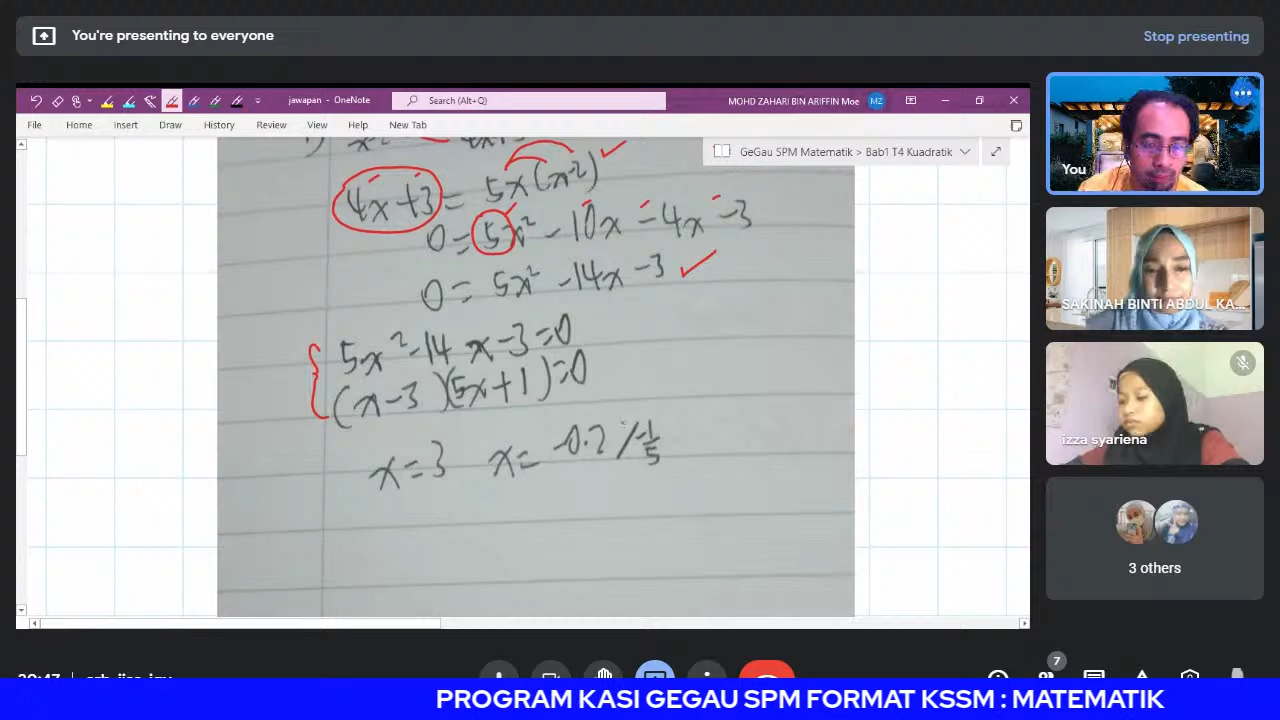 You're presenting to everyone
Stop presenting
jawapan - OneNote
Search (Alt+Q)
MOHD ZAHARI BIN ARIFFIN Moe
MZ
File Home Insert Draw History Review View Help New Tab
GeGau SPM Matematik > Bab1 T4 Kuadratik
4x+3 = 5x(x-2)
0 = 5x² - 10x - 4x - 3
0 = 5x² - 14x - 3
5x² - 14x - 3 = 0
(x-3)(5x+1) = 0
x = 3 x = -0.2 / -1/5
You
SAKINAH BINTI ABDUL KA...
izza syariena
3 others
7
PROGRAM KASI GEGAU SPM FORMAT KSSM : MATEMATIK